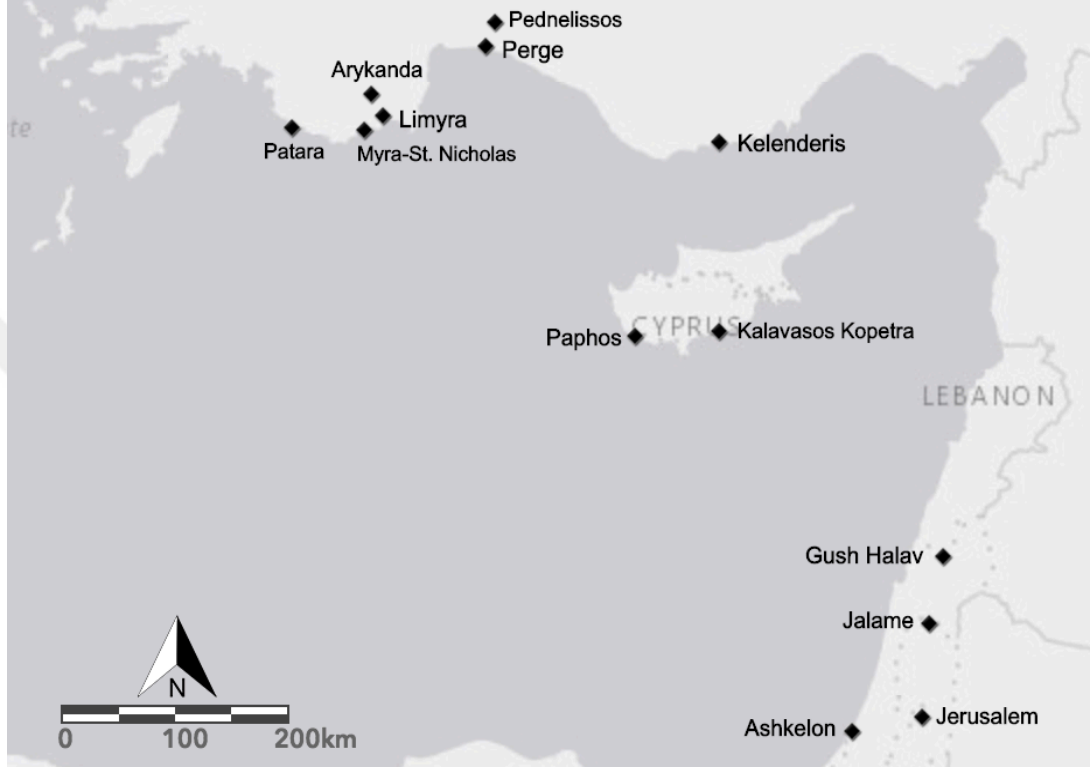 Pednelissos
Perge
Arykanda
Limyra
te
Patara
Myra-St. Nicholas
Kelenderis
CYPRUS
Paphos
Kalavasos Kopetra
LEBANON
Gush Halav
Jalame
N
0 100 200km
Ashkelon
Jerusalem